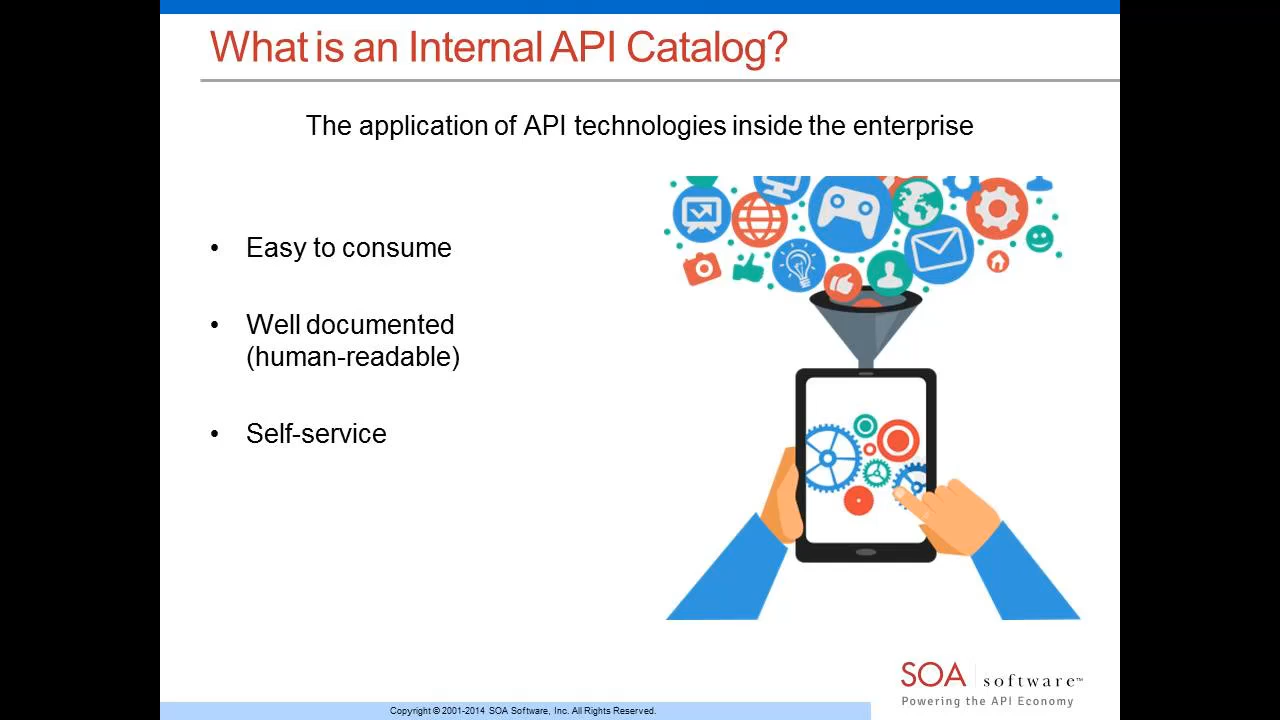 What is an Internal API Catalog?
The application of API technologies inside the enterprise
• Easy to consume
• Well documented
(human-readable)
• Self-service
SOA software™
Powering the API Economy
Copyright © 2001-2014 SOA Software, Inc. All Rights Reserved.